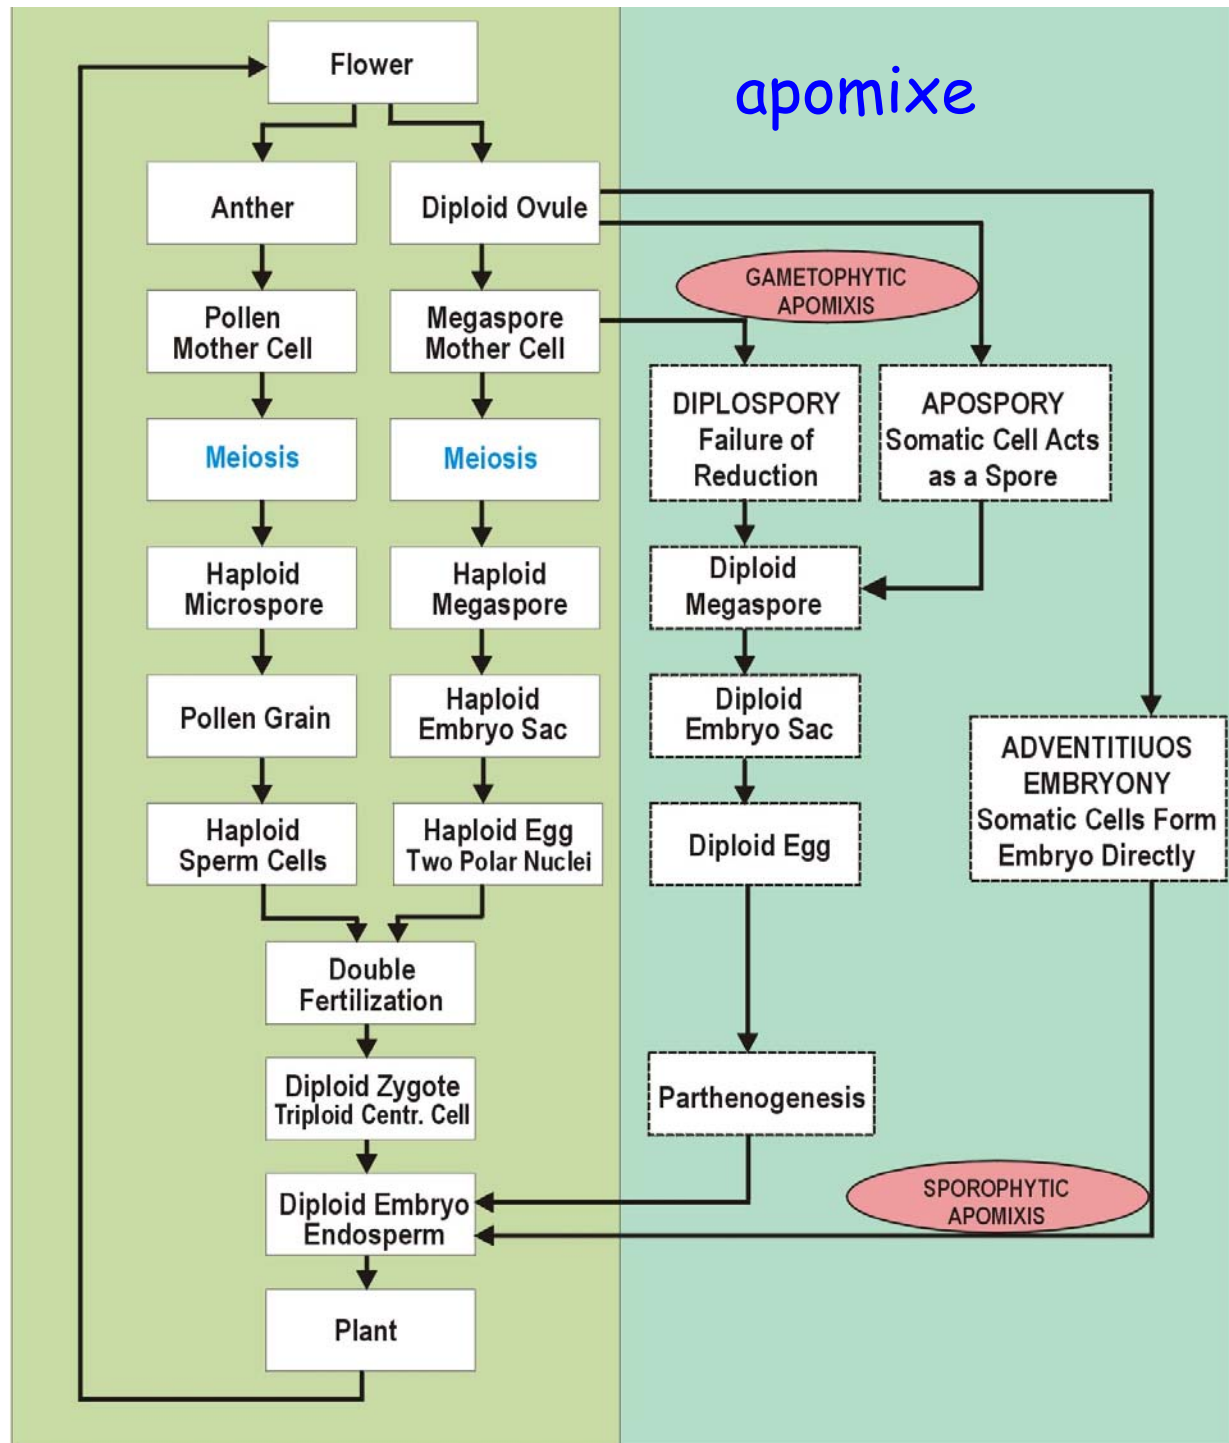 apomixe
Flower
Anther
Diploid Ovule
Pollen
Mother Cell
Megaspore
Mother Cell
Meiosis
Meiosis
Haploid
Microspore
Haploid
Megaspore
Pollen Grain
Haploid
Embryo Sac
Haploid
Sperm Cells
Haploid Egg
Two Polar Nuclei
Double
Fertilization
Diploid Zygote
Triploid Centr. Cell
Diploid Embryo
Endosperm
Plant
GAMETOPHYTIC
APOMIXIS
DIPLOSPORY
Failure of
Reduction
APOSPORY
Somatic Cell Acts
as a Spore
Diploid
Megaspore
Diploid
Embryo Sac
Diploid Egg
Parthenogenesis
ADVENTITIUOS
EMBRYONY
Somatic Cells Form
Embryo Directly
SPOROPHYTIC
APOMIXIS